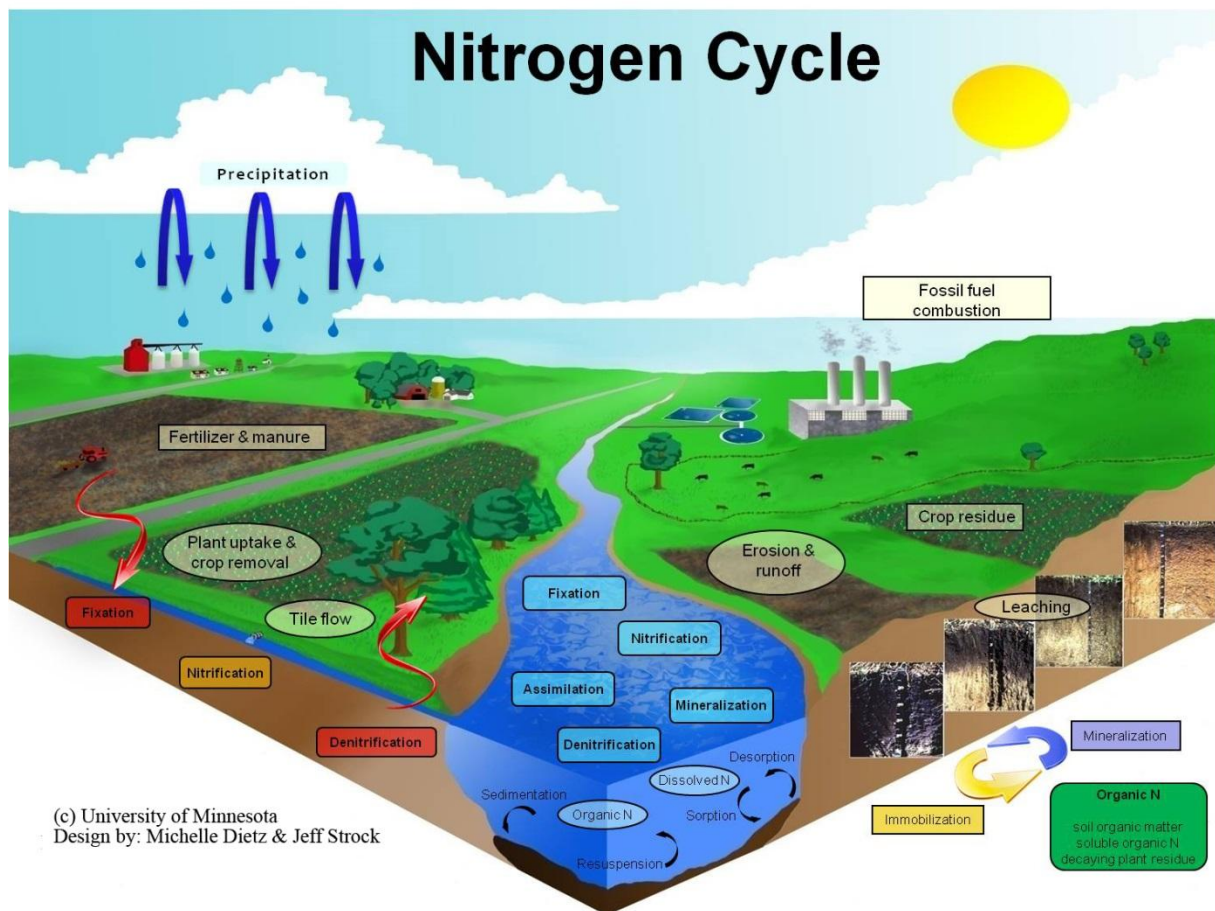 Nitrogen Cycle
Precipitation
Fossil fuel
combustion
Fertilizer & manure
Crop residue
Plant uptake &
crop removal
Erosion &
runoff
Fixation
Tile flow
Fixation
Leaching
Nitrification
Nitrification
Assimilation
Mineralization
Denitrification
Denitrification
Mineralization
Desorption
Dissolved N
Sedimentation
Organic N
Sorption
Resuspension
Immobilization
Organic N
soil organic matter
soluble organic N
decaying plant residue
(c) University of Minnesota
Design by: Michelle Dietz & Jeff Strock